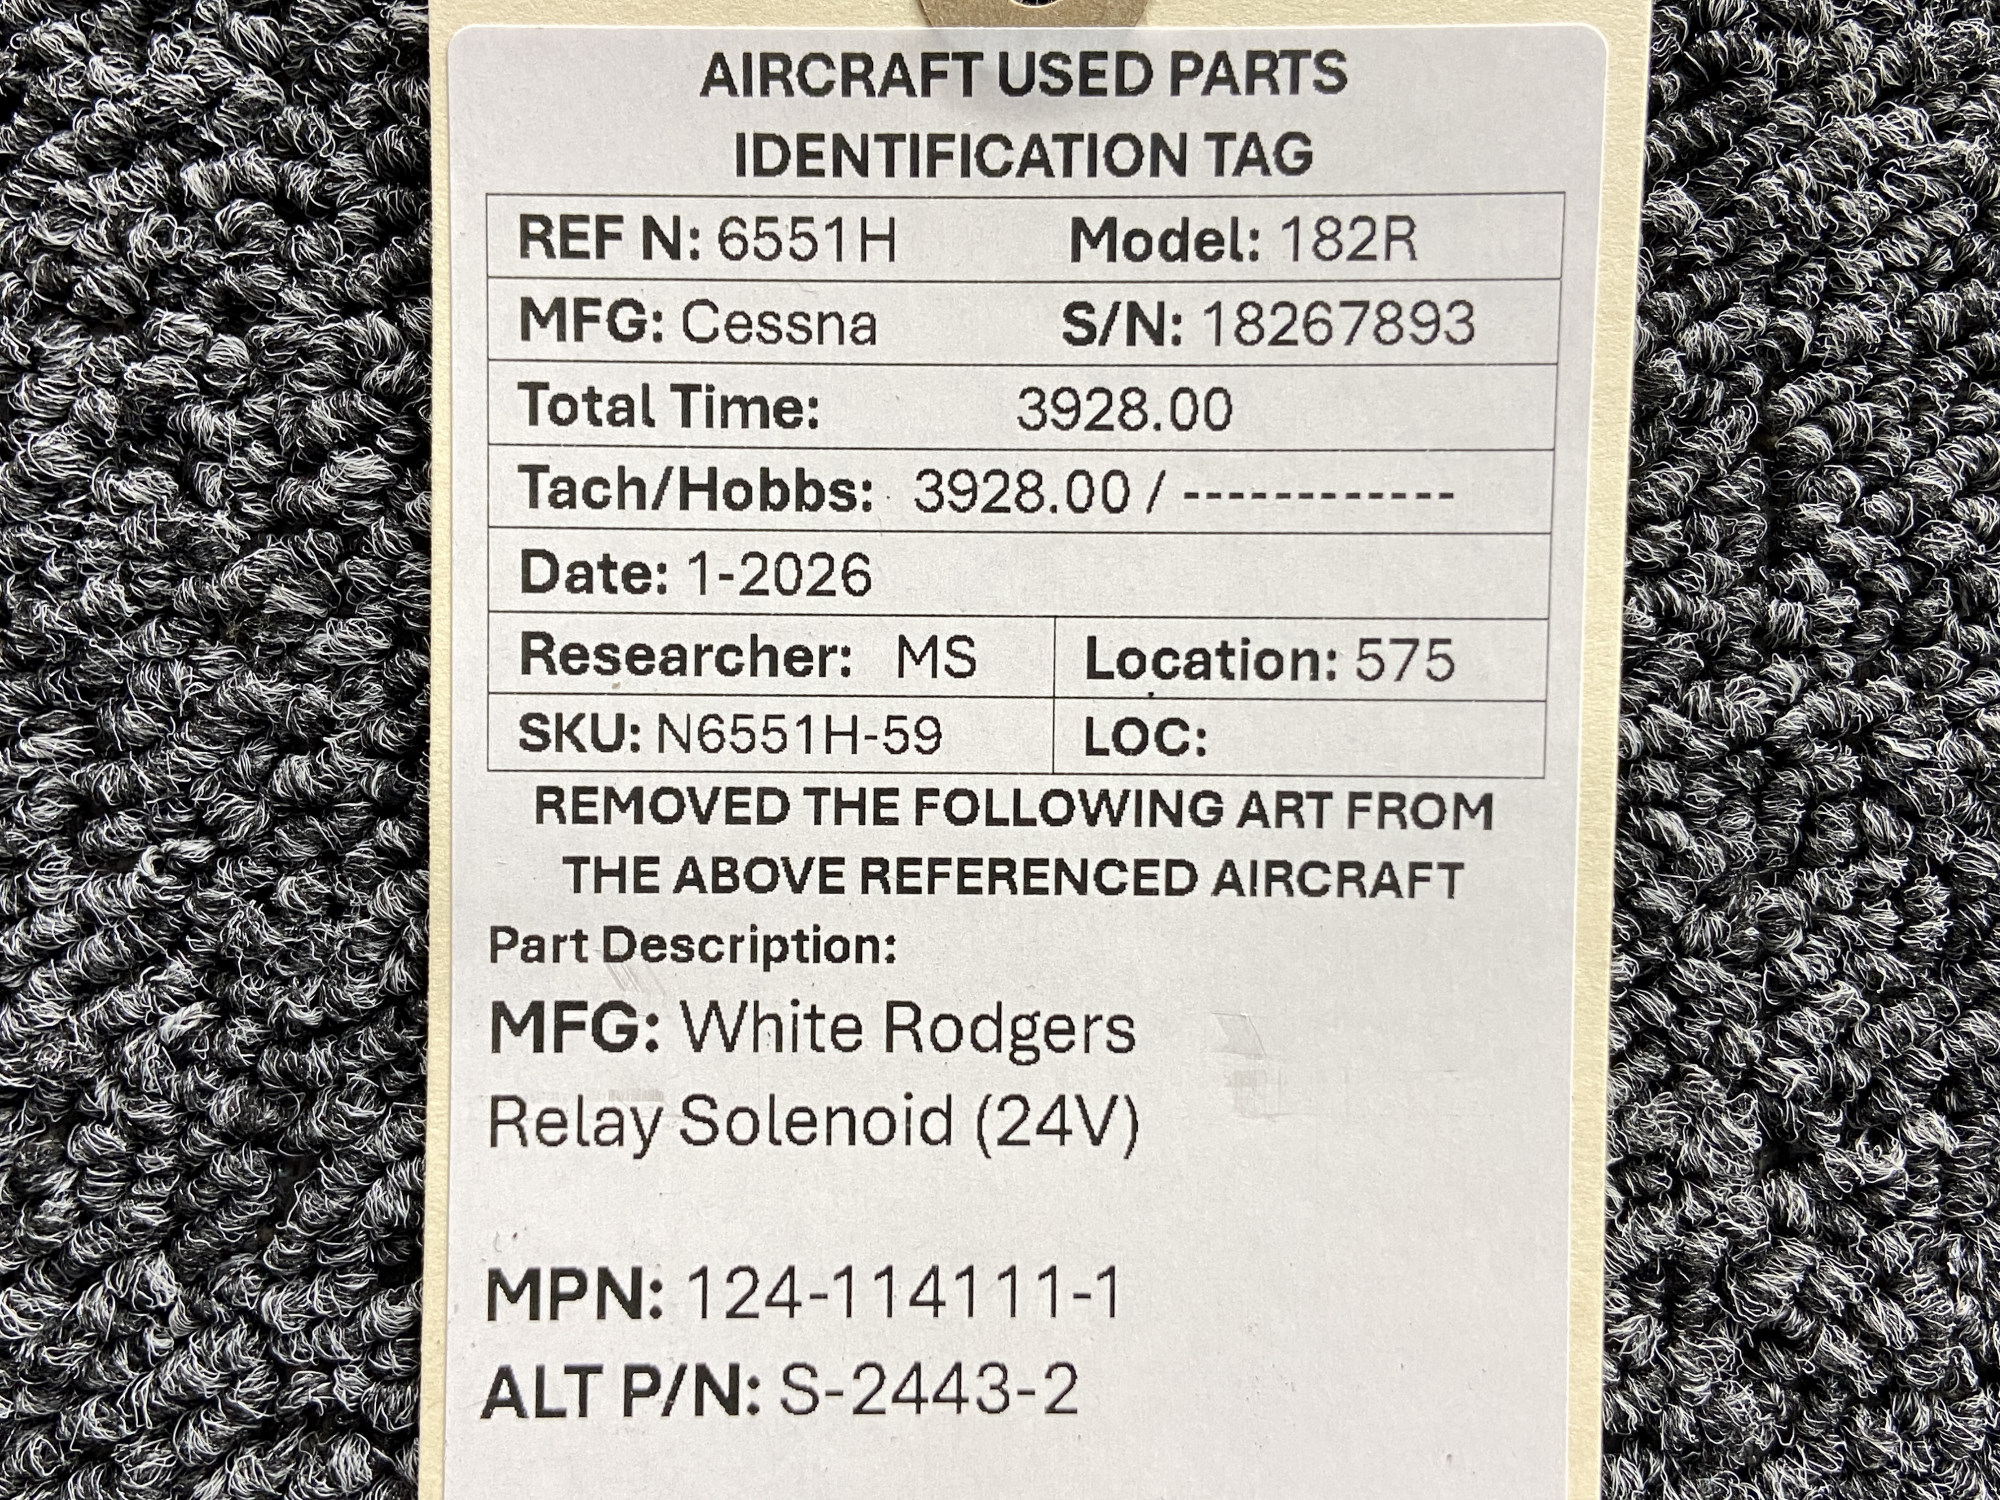 AIRCRAFT USED PARTS
IDENTIFICATION TAG
REF N: 6551H Model: 182R
MFG: Cessna S/N: 18267893
Total Time: 3928.00
Tach/Hobbs: 3928.00 / ------------
Date: 1-2026
Researcher: MS Location: 575
SKU: N6551H-59 LOC:
REMOVED THE FOLLOWING ART FROM
THE ABOVE REFERENCED AIRCRAFT
Part Description:
MFG: White Rodgers
Relay Solenoid (24V)
MPN: 124-114111-1
ALT P/N: S-2443-2